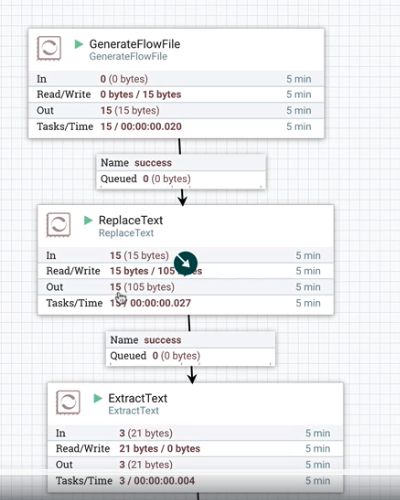 GenerateFlowFile
GenerateFlowFile
In 0 (0 bytes) 5 min
Read/Write 0 bytes / 15 bytes 5 min
Out 15 (15 bytes) 5 min
Tasks/Time 15 / 00:00:00.020 5 min
Name success
Queued 0 (0 bytes)
ReplaceText
ReplaceText
In 15 (15 bytes) 5 min
Read/Write 15 bytes / 105 bytes 5 min
Out 15 (105 bytes) 5 min
Tasks/Time 15 / 00:00:00.027 5 min
Name success
Queued 0 (0 bytes)
ExtractText
ExtractText
In 3 (21 bytes) 5 min
Read/Write 21 bytes / 0 bytes 5 min
Out 3 (21 bytes) 5 min
Tasks/Time 3 / 00:00:00.004 5 min